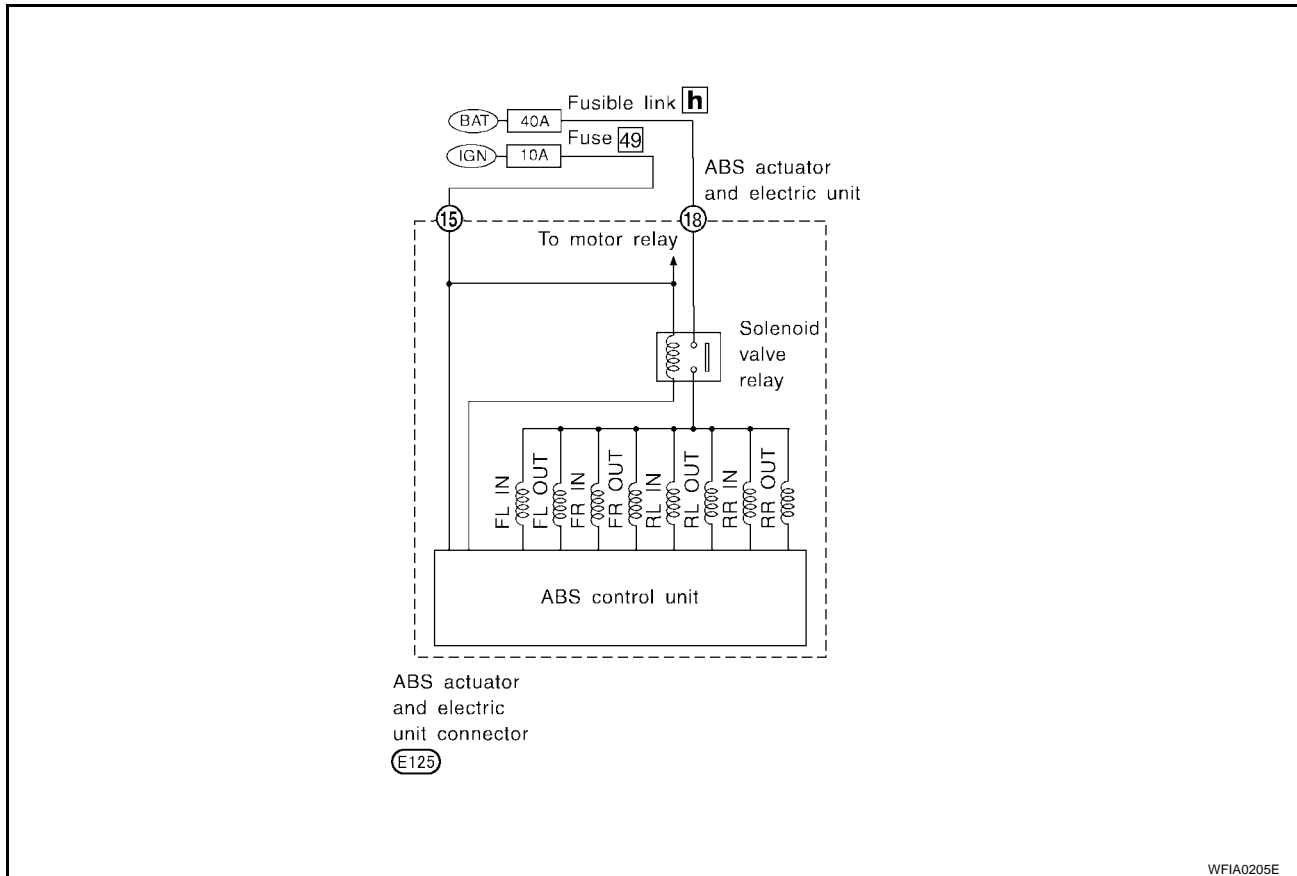 Fusible link h
BAT 40A
Fuse 49
IGN 10A
ABS actuator
and electric unit
15 18
To motor relay
Solenoid
valve
relay
FL IN
FL OUT
FR IN
FR OUT
RL IN
RL OUT
RR IN
RR OUT
ABS control unit
ABS actuator
and electric
unit connector
E125
WFIA0205E